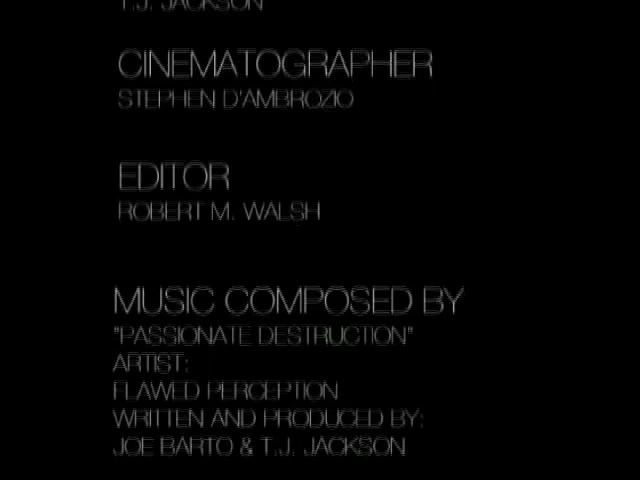 T.J. JACKSON
CINEMATOGRAPHER
STEPHEN D'AMBROZIO
EDITOR
ROBERT M. WALSH
MUSIC COMPOSED BY
"PASSIONATE DESTRUCTION"
ARTIST:
FLAWED PERCEPTION
WRITTEN AND PRODUCED BY:
JOE BARTO & T.J. JACKSON